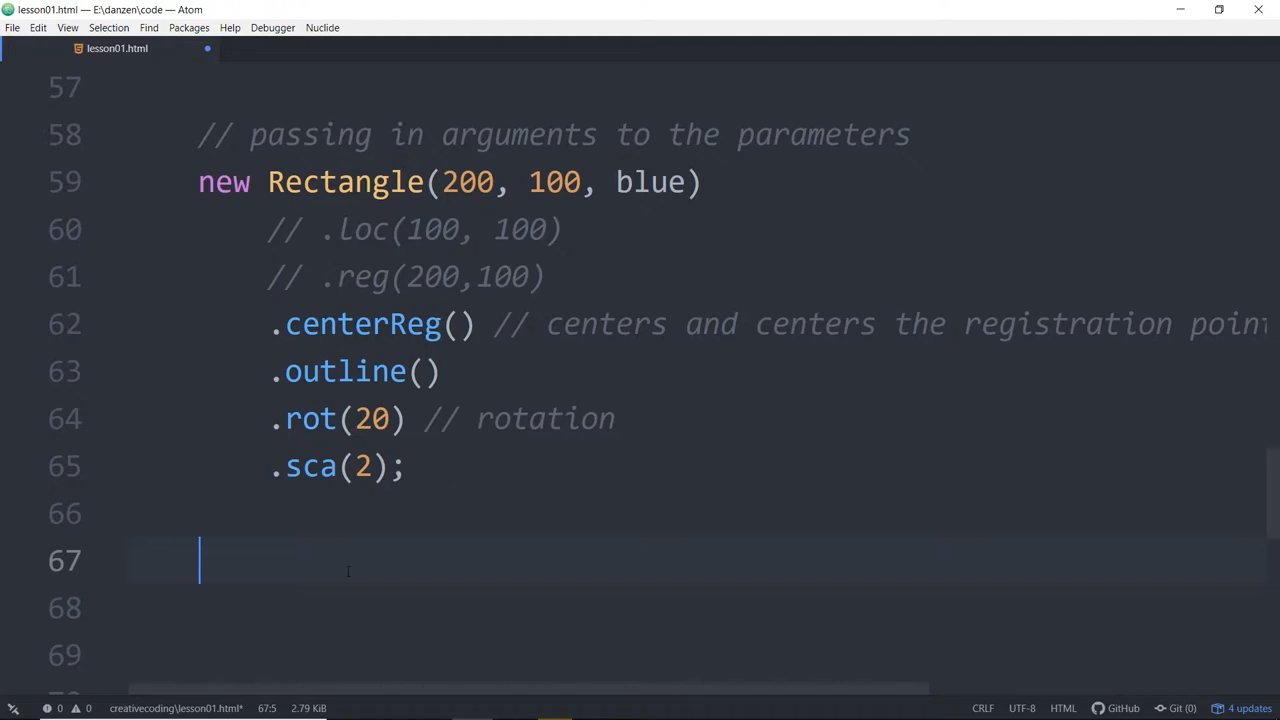 lesson01.html — E:\danzen\code — Atom
File Edit View Selection Find Packages Help Debugger Nuclide
lesson01.html
57
58 // passing in arguments to the parameters
59 new Rectangle(200, 100, blue)
60 // .loc(100, 100)
61 // .reg(200,100)
62 .centerReg() // centers and centers the registration poin
63 .outline()
64 .rot(20) // rotation
65 .sca(2);
66
67
68
69
0 0 creativecoding\lesson01.html* 67:5 2.79 KiB CRLF UTF-8 HTML GitHub Git (0) 4 updates